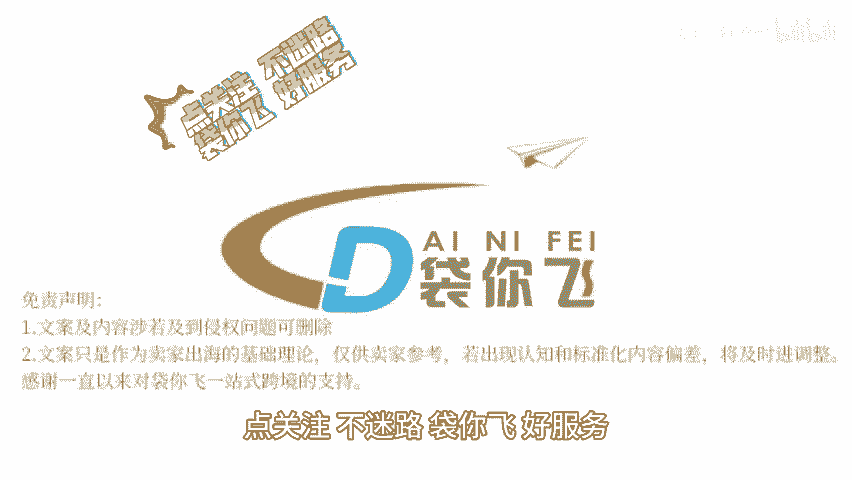 点关注 不迷路
袋你飞 好服务
bilibili
D AI NI FEI
袋你飞
免责声明：
1.文案及内容涉若及到侵权问题可删除
2.文案只是作为卖家出海的基础理论，仅供卖家参考，若出现认知和标准化内容偏差，将及时进调整。
感谢一直以来对袋你飞一站式跨境的支持。
点关注 不迷路 袋你飞 好服务